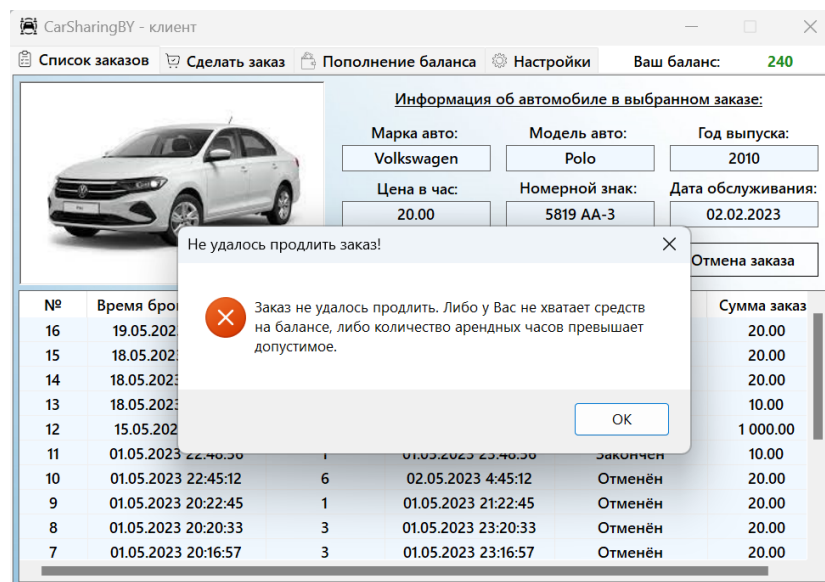 CarSharingBY - клиент
Список заказов Сделать заказ Пополнение баланса Настройки Ваш баланс: 240
Информация об автомобиле в выбранном заказе:
Марка авто: Модель авто: Год выпуска:
Volkswagen Polo 2010
Цена в час: Номерной знак: Дата обслуживания:
20.00 5819 AA-3 02.02.2023
Не удалось продлить заказ!
Отмена заказа
Заказ не удалось продлить. Либо у Вас не хватает средств
на балансе, либо количество арендных часов превышает
допустимое.
ОК
№ Время бро Сумма заказ
16 19.05.202 20.00
15 18.05.202 20.00
14 18.05.2023 20.00
13 18.05.2023 10.00
12 15.05.202 1 000.00
11 01.05.2023 22:48:56 1 01.05.2023 23:48:56 Закончен 10.00
10 01.05.2023 22:45:12 6 02.05.2023 4:45:12 Отменён 20.00
9 01.05.2023 20:22:45 1 01.05.2023 21:22:45 Отменён 20.00
8 01.05.2023 20:20:33 3 01.05.2023 23:20:33 Отменён 20.00
7 01.05.2023 20:16:57 3 01.05.2023 23:16:57 Отменён 20.00